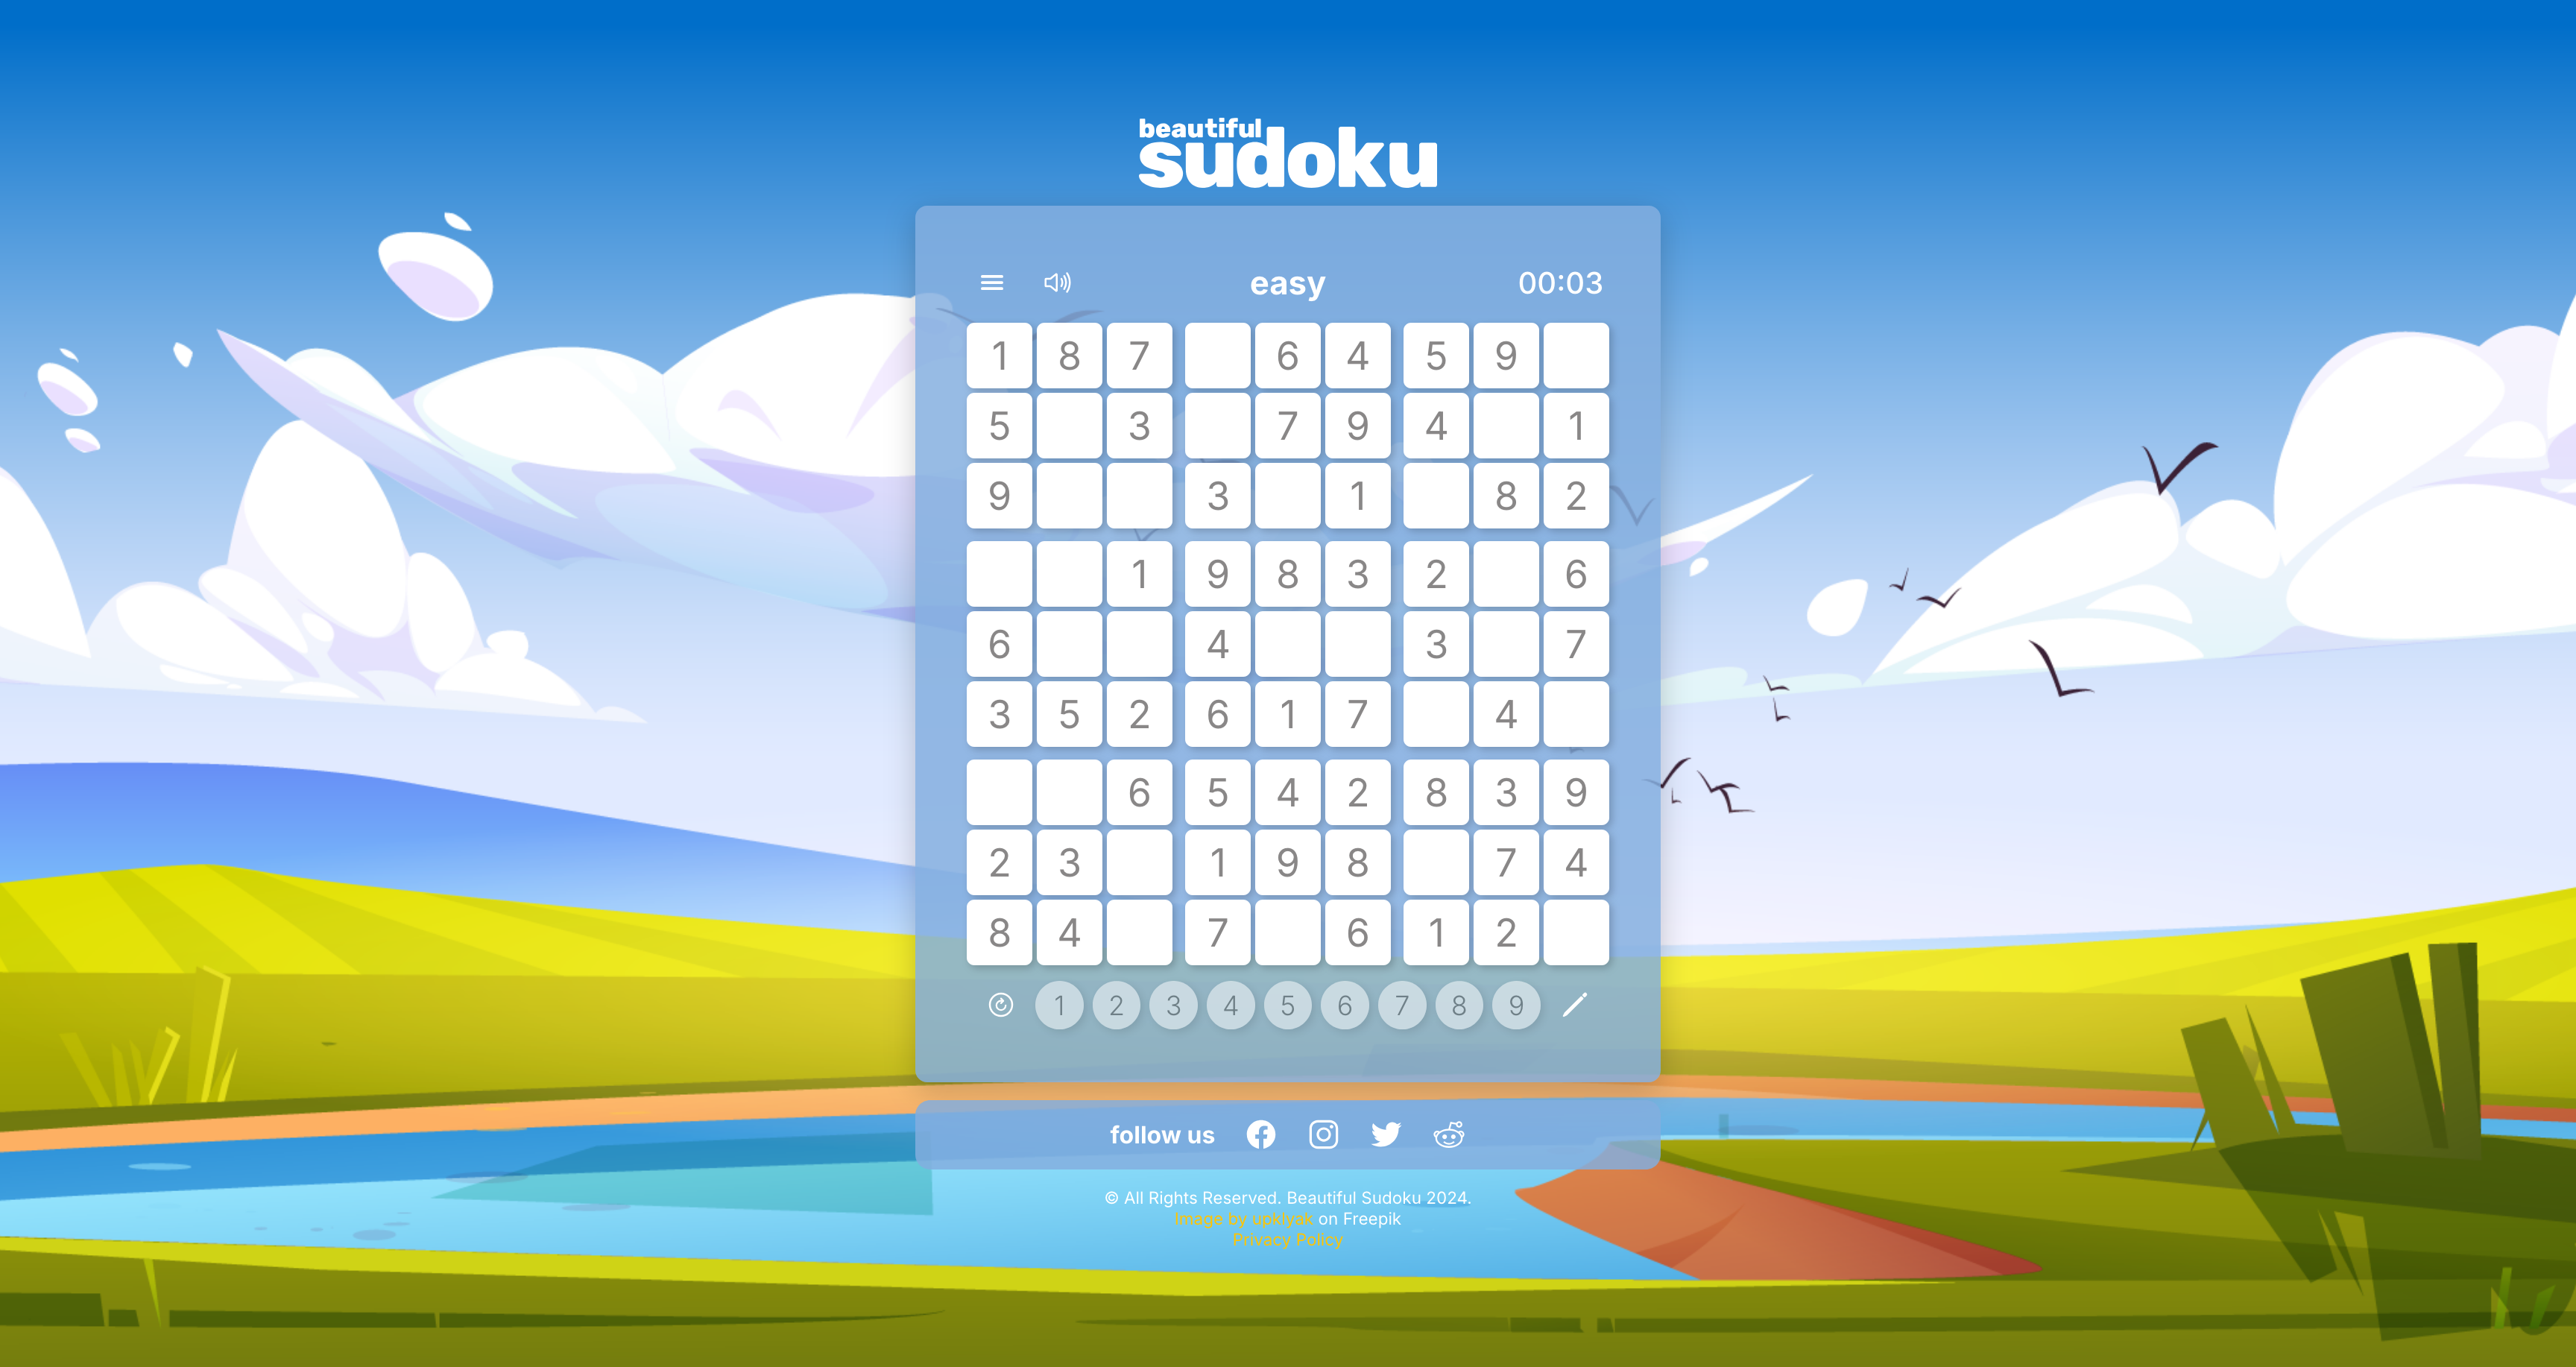 beautiful
sudoku
easy 00:03
1 8 7 6 4 5 9
5 3 7 9 4 1
9 3 1 8 2
1 9 8 3 2 6
6 4 3 7
3 5 2 6 1 7 4
6 5 4 2 8 3 9
2 3 1 9 8 7 4
8 4 7 6 1 2
1 2 3 4 5 6 7 8 9
follow us
© All Rights Reserved. Beautiful Sudoku 2024.
Image by upklyak on Freepik
Privacy Policy